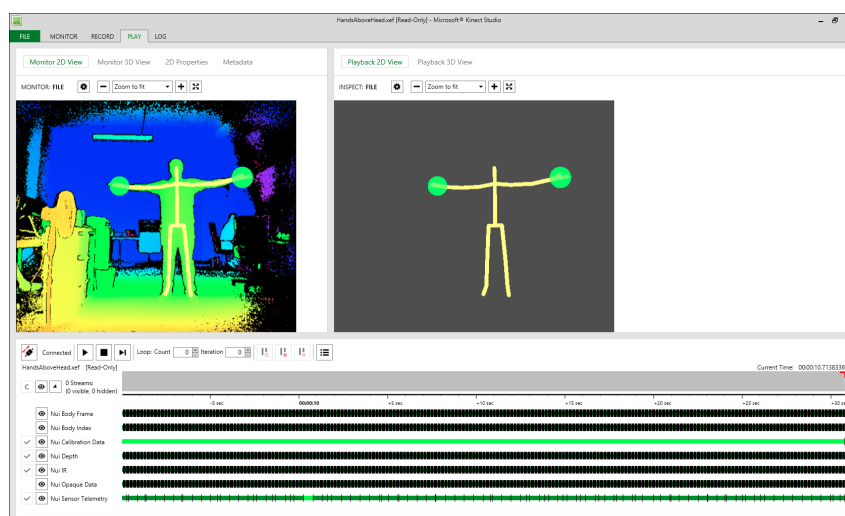 HandsAboveHead.xef [Read-Only] - Microsoft® Kinect Studio
FILE MONITOR RECORD PLAY LOG
Monitor 2D View Monitor 3D View 2D Properties Metadata
Playback 2D View Playback 3D View
MONITOR: FILE Zoom to fit
INSPECT: FILE Zoom to fit
Connected Loop: Count 0 Iteration 0
HandsAboveHead.xef [Read-Only] Current Time: 00:00:10.7138336
C 0 Streams:
(0 visible, 0 hidden)
-5 sec 00:00:10 +5 sec +10 sec +15 sec +20 sec +25 sec +30 s
Nui Body Frame
Nui Body Index
Nui Calibration Data
Nui Depth
Nui IR
Nui Opaque Data
Nui Sensor Telemetry